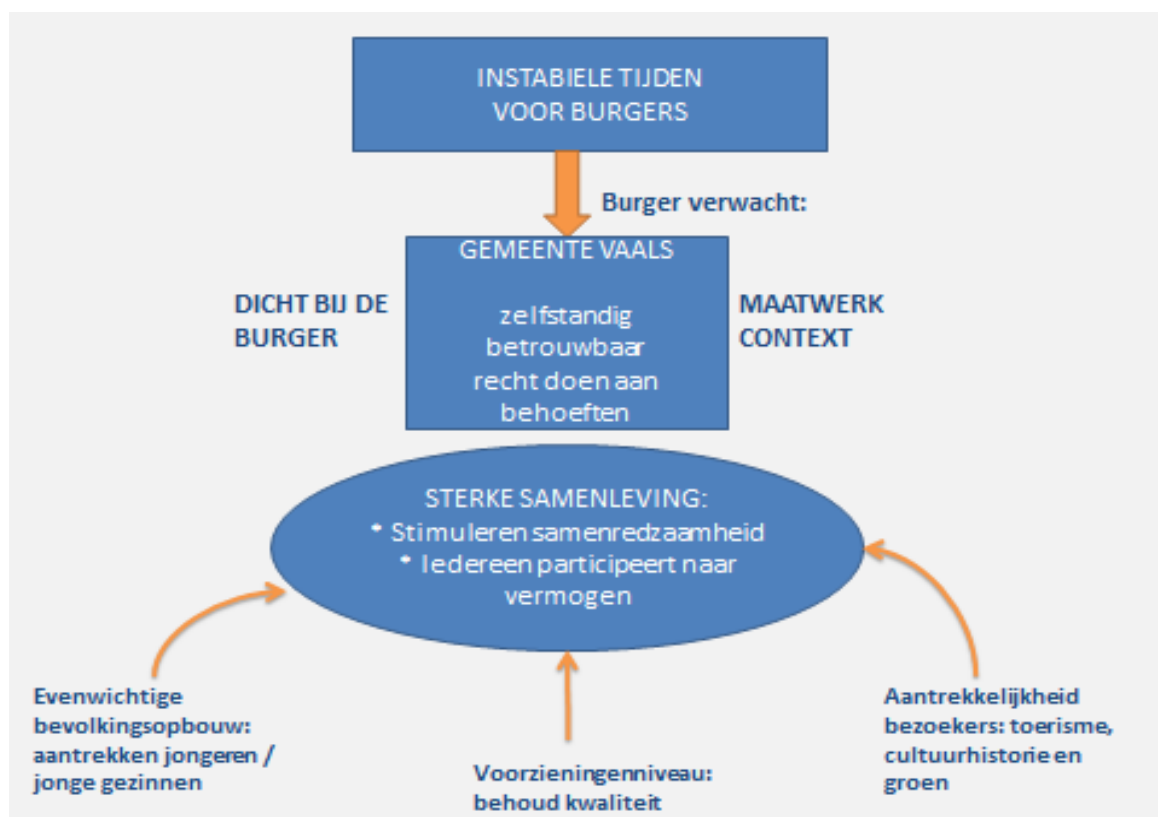 INSTABIELE TIJDEN
VOOR BURGERS
Burger verwacht:
GEMEENTE VAALS
DICHT BIJ DE
BURGER
zelfstandig
betrouwbaar
recht doen aan
behoeften
MAATWERK
CONTEXT
STERKE SAMENLEVING:
* Stimuleren samenredzaamheid
* Iedereen participeert naar
vermogen
Evenwichtige
bevolkingsopbouw:
aantrekken jongeren /
jonge gezinnen
Voorzieningenniveau:
behoud kwaliteit
Aantrekkelijkheid
bezoekers: toerisme,
cultuurhistorie en
groen